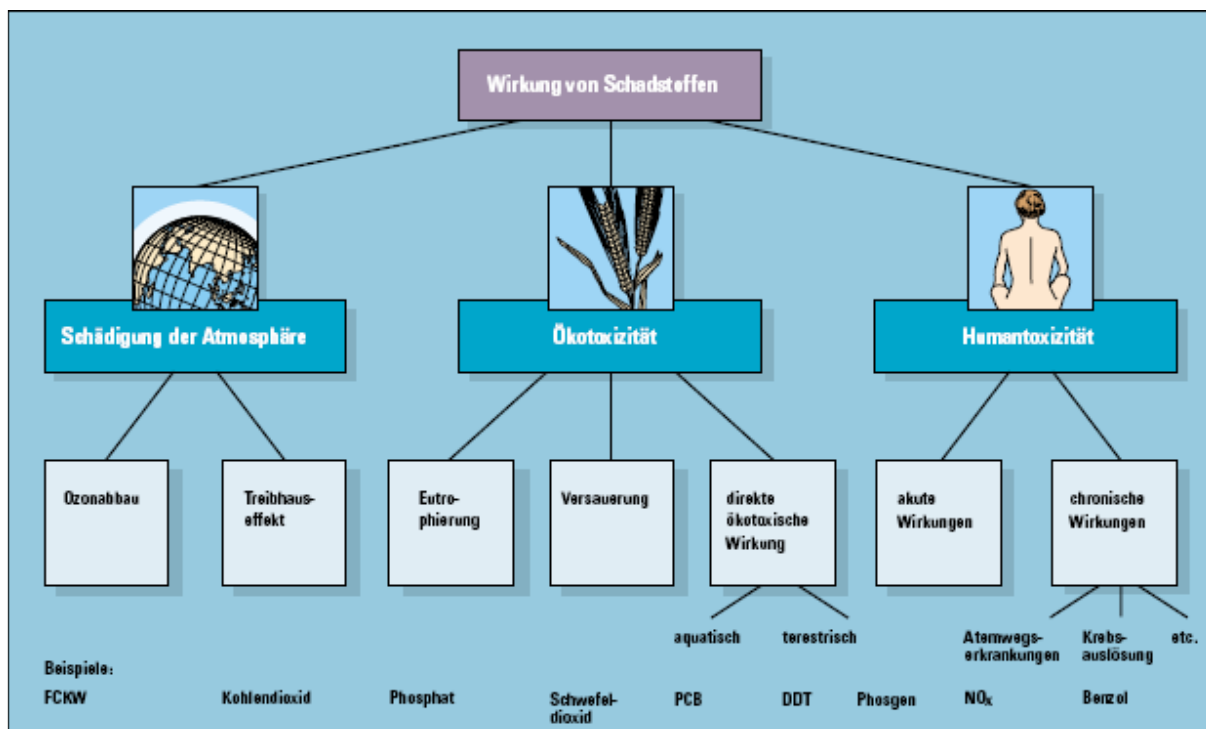 Wirkung von Schadstoffen
Schädigung der Atmosphäre
Ökotoxizität
Humantoxizität
Ozonabbau
Treibhaus-
effekt
Eutro-
phierung
Versauerung
direkte
ökotoxische
Wirkung
akute
Wirkungen
chronische
Wirkungen
aquatisch
terestrisch
Atemwegs-
erkrankungen
Krebs-
auslösung
etc.
Beispiele:
FCKW
Kohlendioxid
Phosphat
Schwefel-
dioxid
PCB
DDT
Phosgen
NOₓ
Benzol